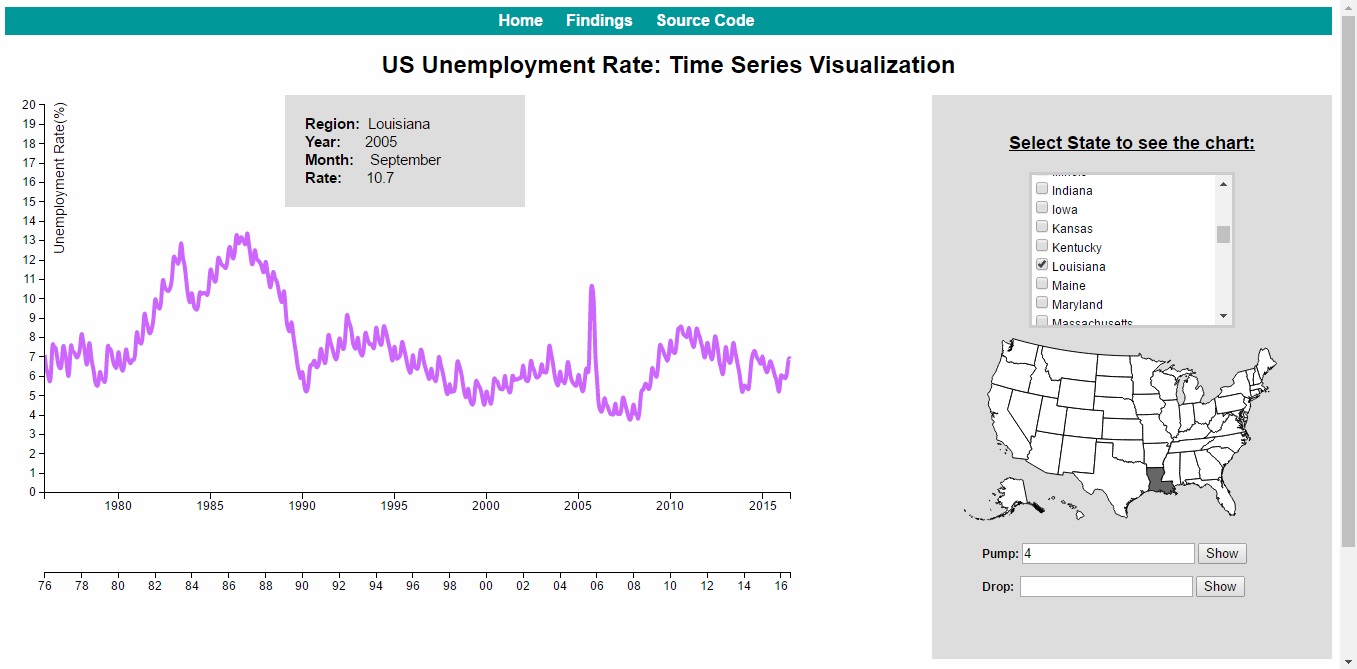 Home Findings Source Code
US Unemployment Rate: Time Series Visualization
Region: Louisiana
Year: 2005
Month: September
Rate: 10.7
Unemployment Rate(%)
20
19
18
17
16
15
14
13
12
11
10
9
8
7
6
5
4
3
2
1
0
1980 1985 1990 1995 2000 2005 2010 2015
76 78 80 82 84 86 88 90 92 94 96 98 00 02 04 06 08 10 12 14 16
Select State to see the chart:
Illinois
Indiana
Iowa
Kansas
Kentucky
Louisiana
Maine
Maryland
Massachusetts
Pump: 4 Show
Drop: Show